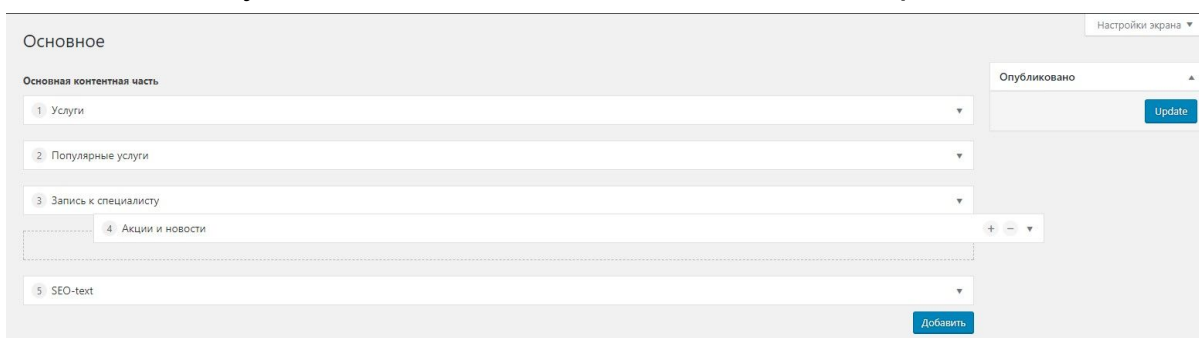 Настройки экрана
Основное
Основная контентная часть
Опубликовано
1 Услуги
Update
2 Популярные услуги
3 Запись к специалисту
4 Акции и новости
5 SEO-text
Добавить